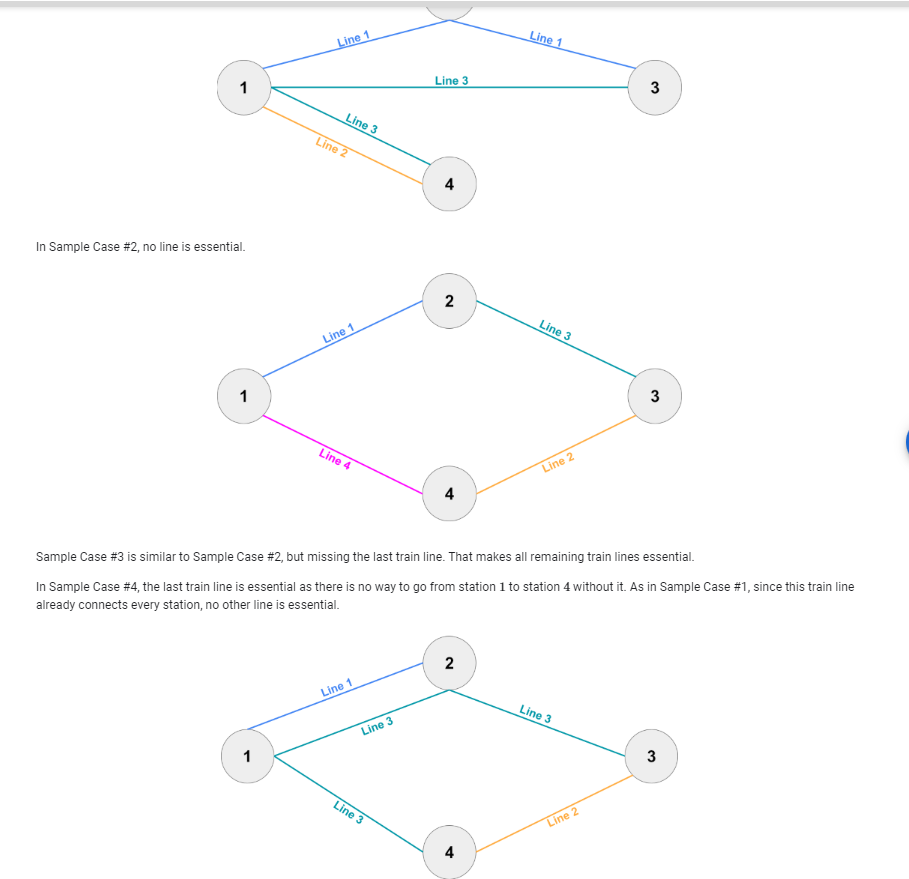 Line 1
Line 1
1
Line 3
3
Line 3
Line 2
4
In Sample Case #2, no line is essential.
2
Line 1
Line 3
1
3
Line 4
Line 2
4
Sample Case #3 is similar to Sample Case #2, but missing the last train line. That makes all remaining train lines essential.
In Sample Case #4, the last train line is essential as there is no way to go from station 1 to station 4 without it. As in Sample Case #1, since this train line
already connects every station, no other line is essential.
2
Line 1
Line 3
Line 3
1
3
Line 3
Line 2
4